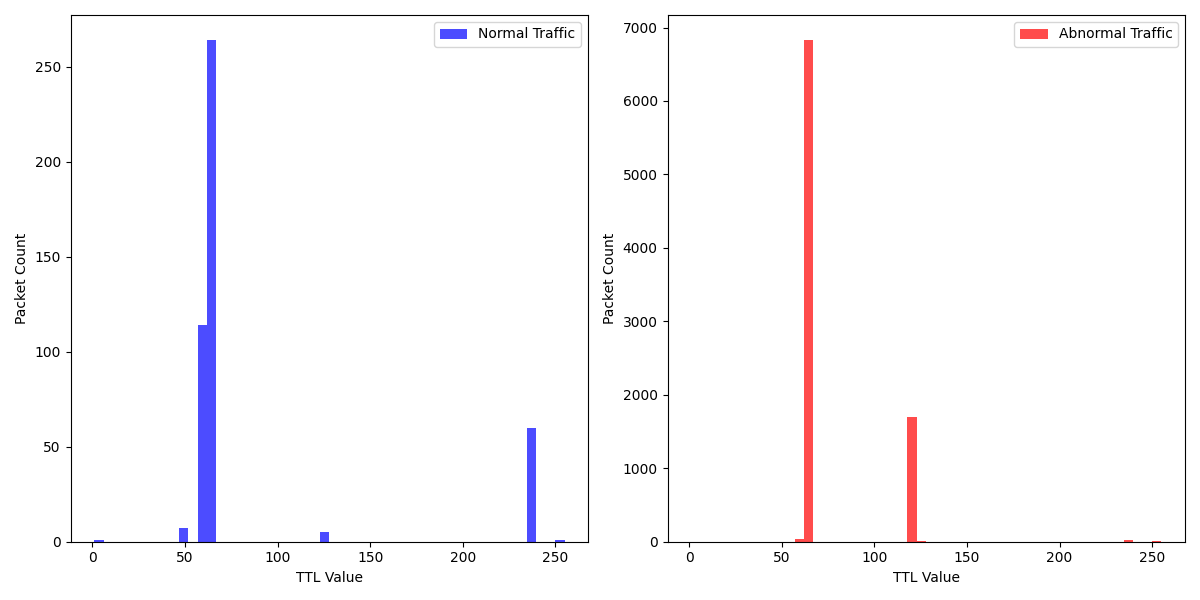 Normal Traffic
250
200
150
100
50
0
Packet Count
0 50 100 150 200 250
TTL Value
Abnormal Traffic
7000
6000
5000
4000
3000
2000
1000
0
Packet Count
0 50 100 150 200 250
TTL Value